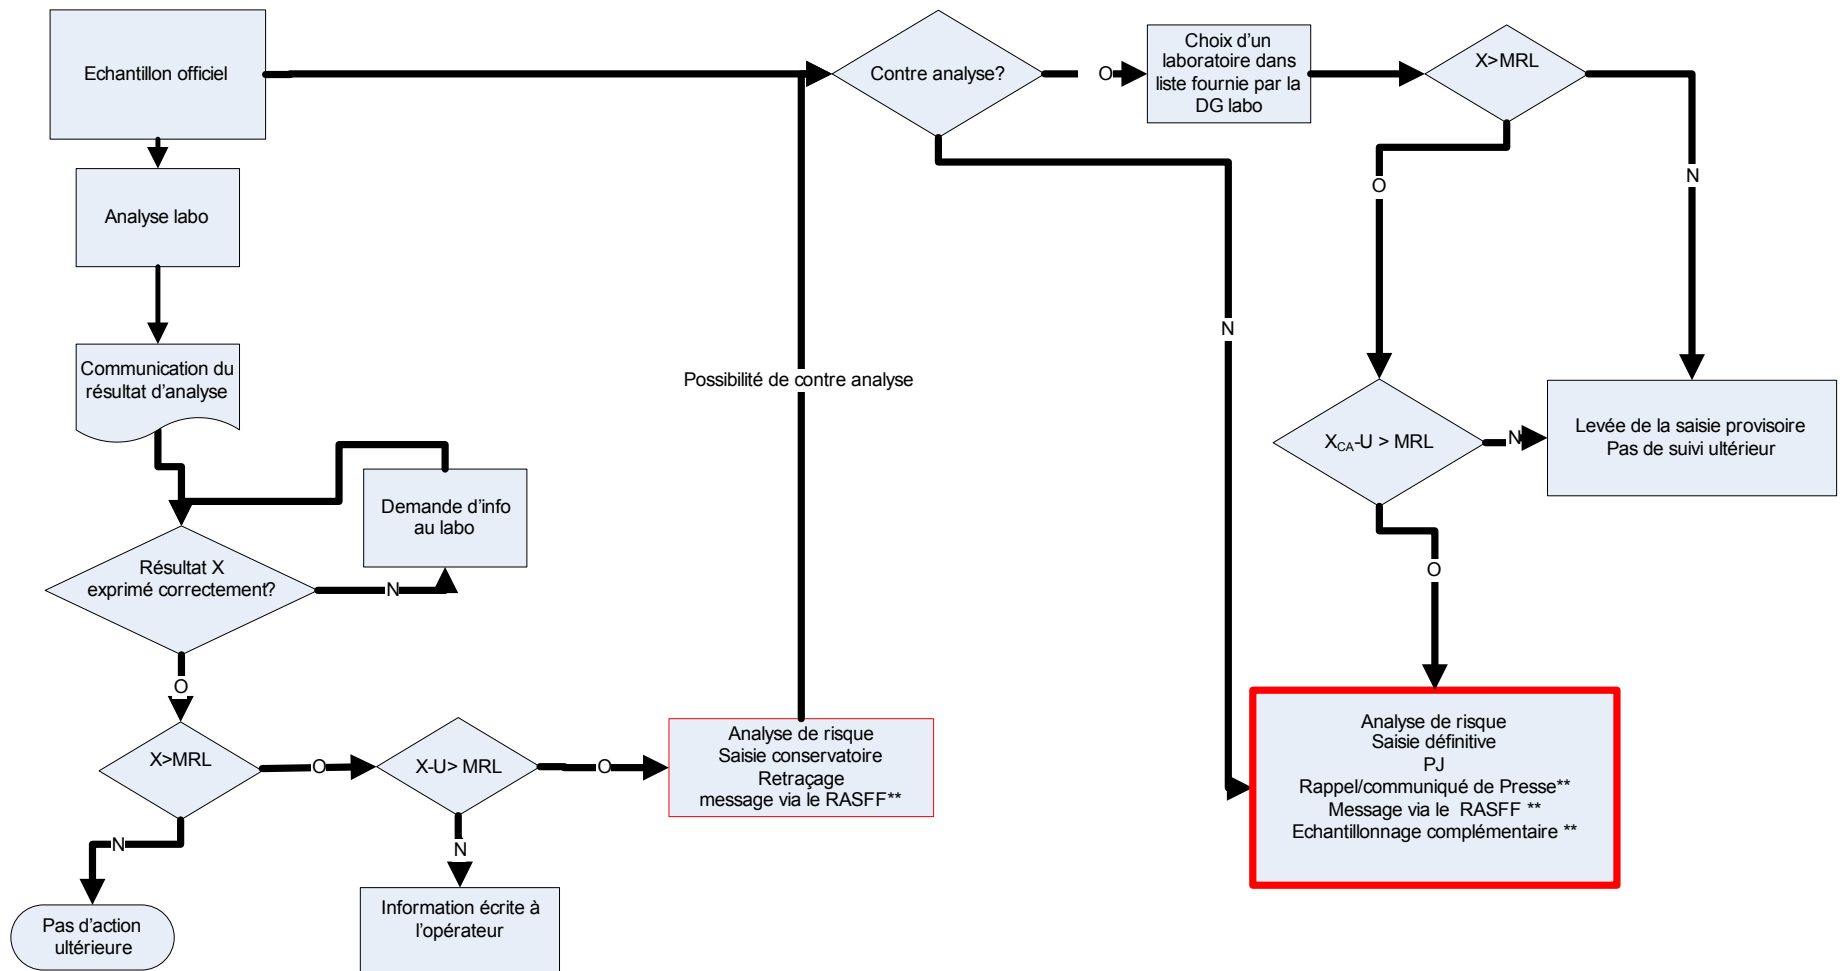 Echantillon officiel
Contre analyse?
O
Choix d'un
laboratoire dans
liste fournie par la
DG labo
X>MRL
Analyse labo
O
N
N
Communication du
résultat d'analyse
Possibilité de contre analyse
X_CA-U > MRL
N
Levée de la saisie provisoire
Pas de suivi ultérieur
Demande d'info
au labo
Résultat X
exprimé correctement?
N
O
O
X>MRL
O
X-U> MRL
O
Analyse de risque
Saisie conservatoire
Retraçage
message via le RASFF**
Analyse de risque
Saisie définitive
PJ
Rappel/communiqué de Presse**
Message via le  RASFF **
Echantillonnage complémentaire **
N
N
Pas d'action
ultérieure
Information écrite à
l'opérateur